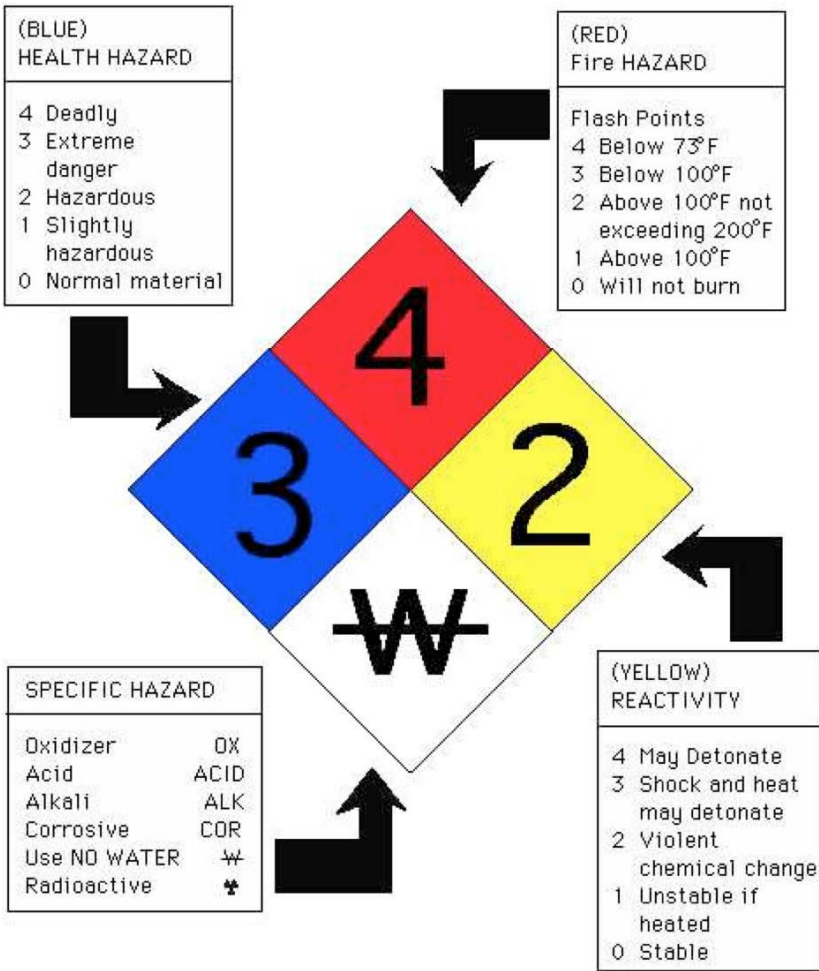 (BLUE)
HEALTH HAZARD
4 Deadly
3 Extreme
danger
2 Hazardous
1 Slightly
hazardous
0 Normal material
(RED)
Fire HAZARD
Flash Points
4 Below 73°F
3 Below 100°F
2 Above 100°F not
exceeding 200°F
1 Above 100°F
0 Will not burn
4
3
2
W̶
SPECIFIC HAZARD
Oxidizer OX
Acid ACID
Alkali ALK
Corrosive COR
Use NO WATER W̶
Radioactive
(YELLOW)
REACTIVITY
4 May Detonate
3 Shock and heat
may detonate
2 Violent
chemical change
1 Unstable if
heated
0 Stable